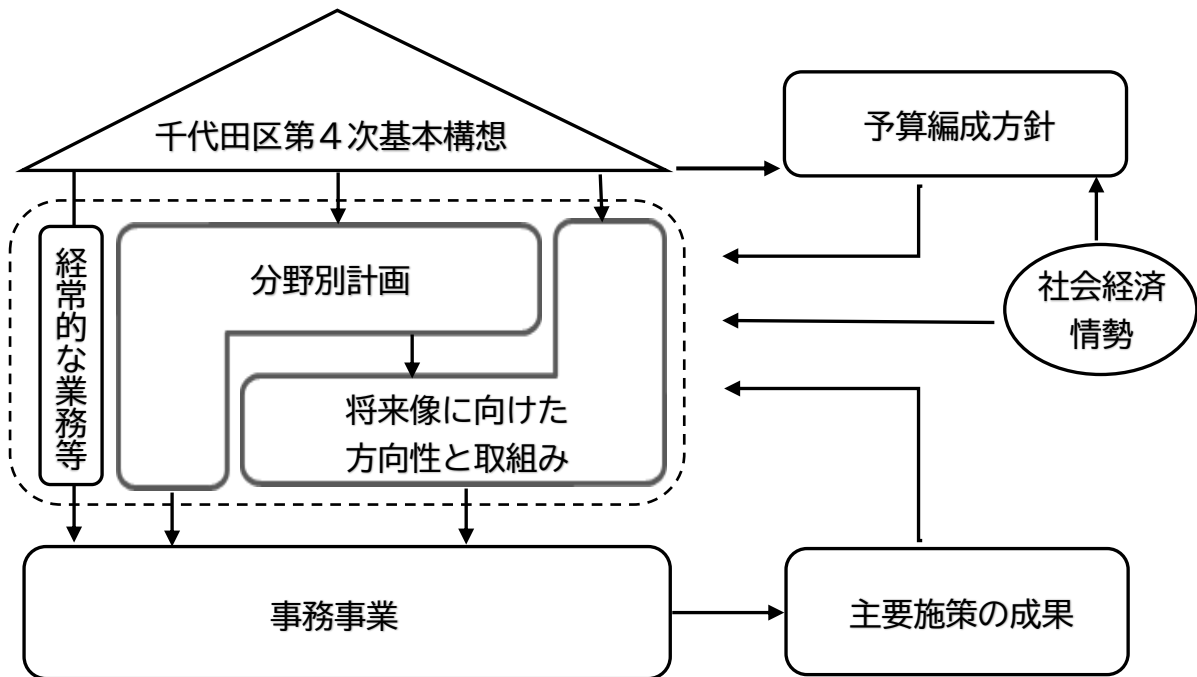 千代田区第４次基本構想
予算編成方針
経常的な業務等
分野別計画
社会経済
情勢
将来像に向けた
方向性と取組み
事務事業
主要施策の成果